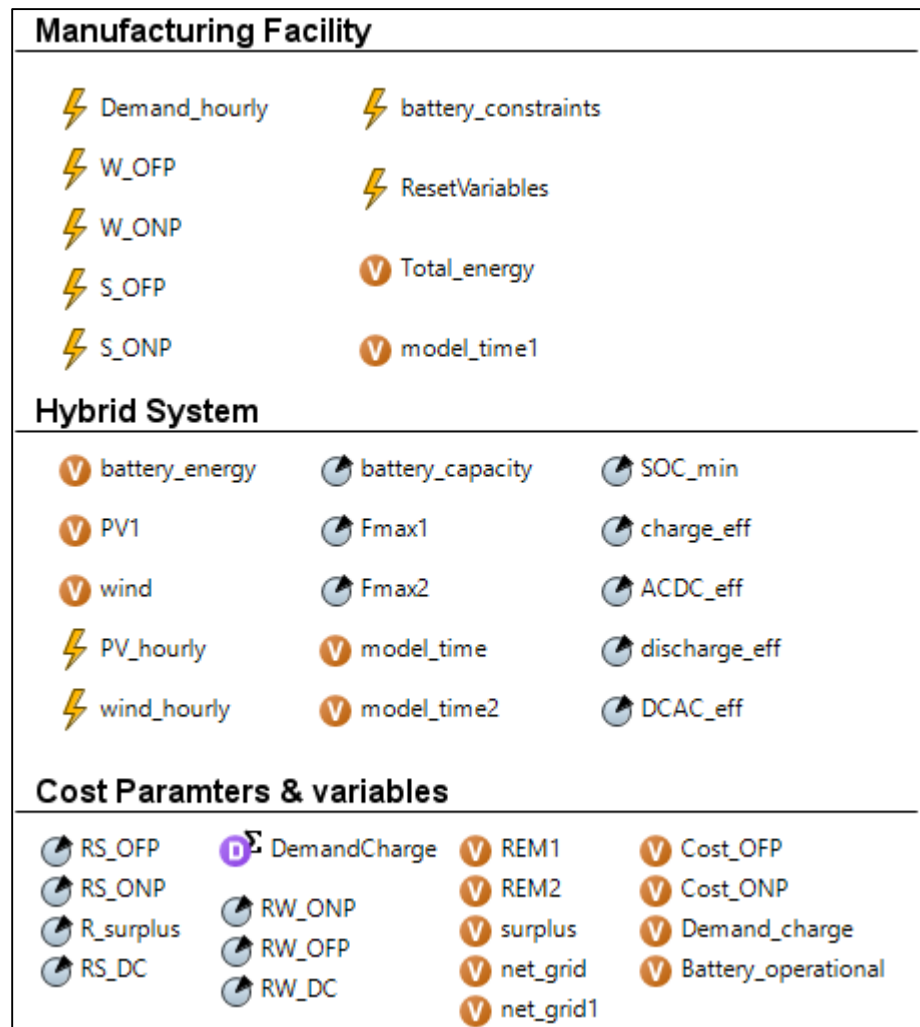 Manufacturing Facility
Demand_hourly
W_OFP
W_ONP
S_OFP
S_ONP
battery_constraints
ResetVariables
V Total_energy
V model_time1
Hybrid System
V battery_energy
V PV1
V wind
PV_hourly
wind_hourly
battery_capacity
Fmax1
Fmax2
V model_time
V model_time2
SOC_min
charge_eff
ACDC_eff
discharge_eff
DCAC_eff
Cost Paramters & variables
RS_OFP
RS_ONP
R_surplus
RS_DC
D Σ DemandCharge
RW_ONP
RW_OFP
RW_DC
V REM1
V REM2
V surplus
V net_grid
V net_grid1
V Cost_OFP
V Cost_ONP
V Demand_charge
V Battery_operational